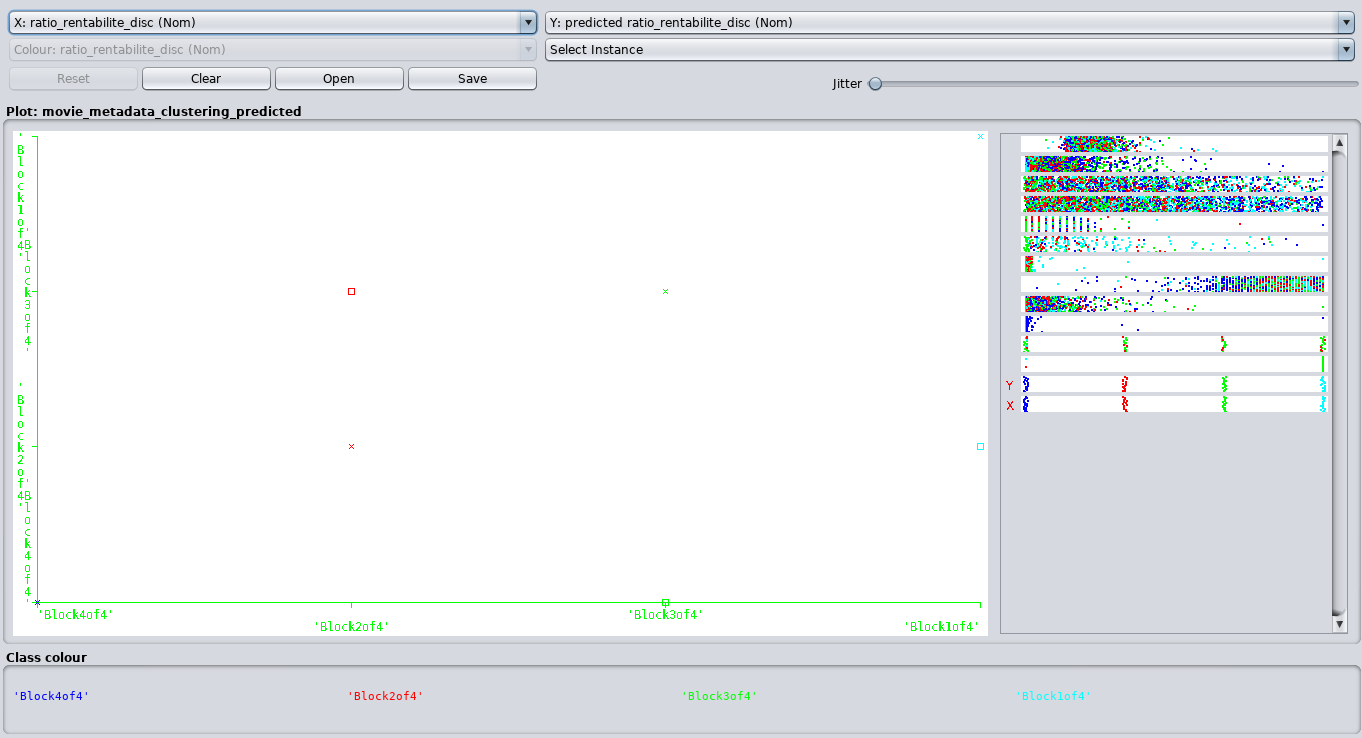 X: ratio_rentabilite_disc (Nom)
Y: predicted ratio_rentabilite_disc (Nom)
Colour: ratio_rentabilite_disc (Nom)
Select Instance
Reset
Clear
Open
Save
Jitter
Plot: movie_metadata_clustering_predicted
'Block1of4'
'Block3of4'
'Block2of4'
'Block4of4'
'Block4of4'
'Block2of4'
'Block3of4'
'Block1of4'
Y
X
Class colour
'Block4of4'
'Block2of4'
'Block3of4'
'Block1of4'